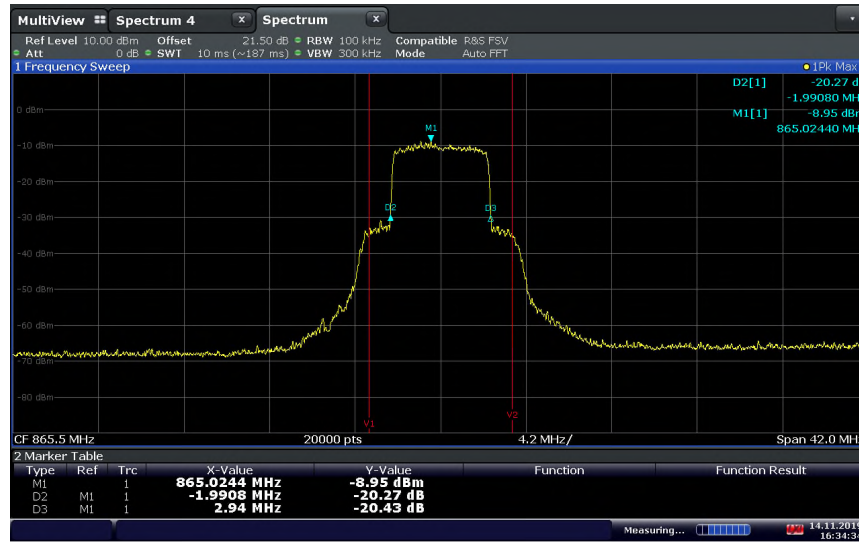 MultiView Spectrum 4 x Spectrum x
Ref Level 10.00 dBm Offset 21.50 dB RBW 100 kHz Compatible R&S FSV
Att 0 dB SWT 10 ms (~187 ms) VBW 300 kHz Mode Auto FFT
1 Frequency Sweep 1Pk Max
D2[1] -20.27 d
-1.99080 MH
M1[1] -8.95 dBr
865.02440 MH
0 dBm
M1
-10 dBm
-20 dBm
D2 D3
-30 dBm
-40 dBm
-50 dBm
-60 dBm
-70 dBm
-80 dBm
V1 V2
CF 865.5 MHz 20000 pts 4.2 MHz/ Span 42.0 MH
2 Marker Table
Type Ref Trc X-Value Y-Value Function Function Result
M1 1 865.0244 MHz -8.95 dBm
D2 M1 1 -1.9908 MHz -20.27 dB
D3 M1 1 2.94 MHz -20.43 dB
Measuring... 14.11.2019
16:34:34